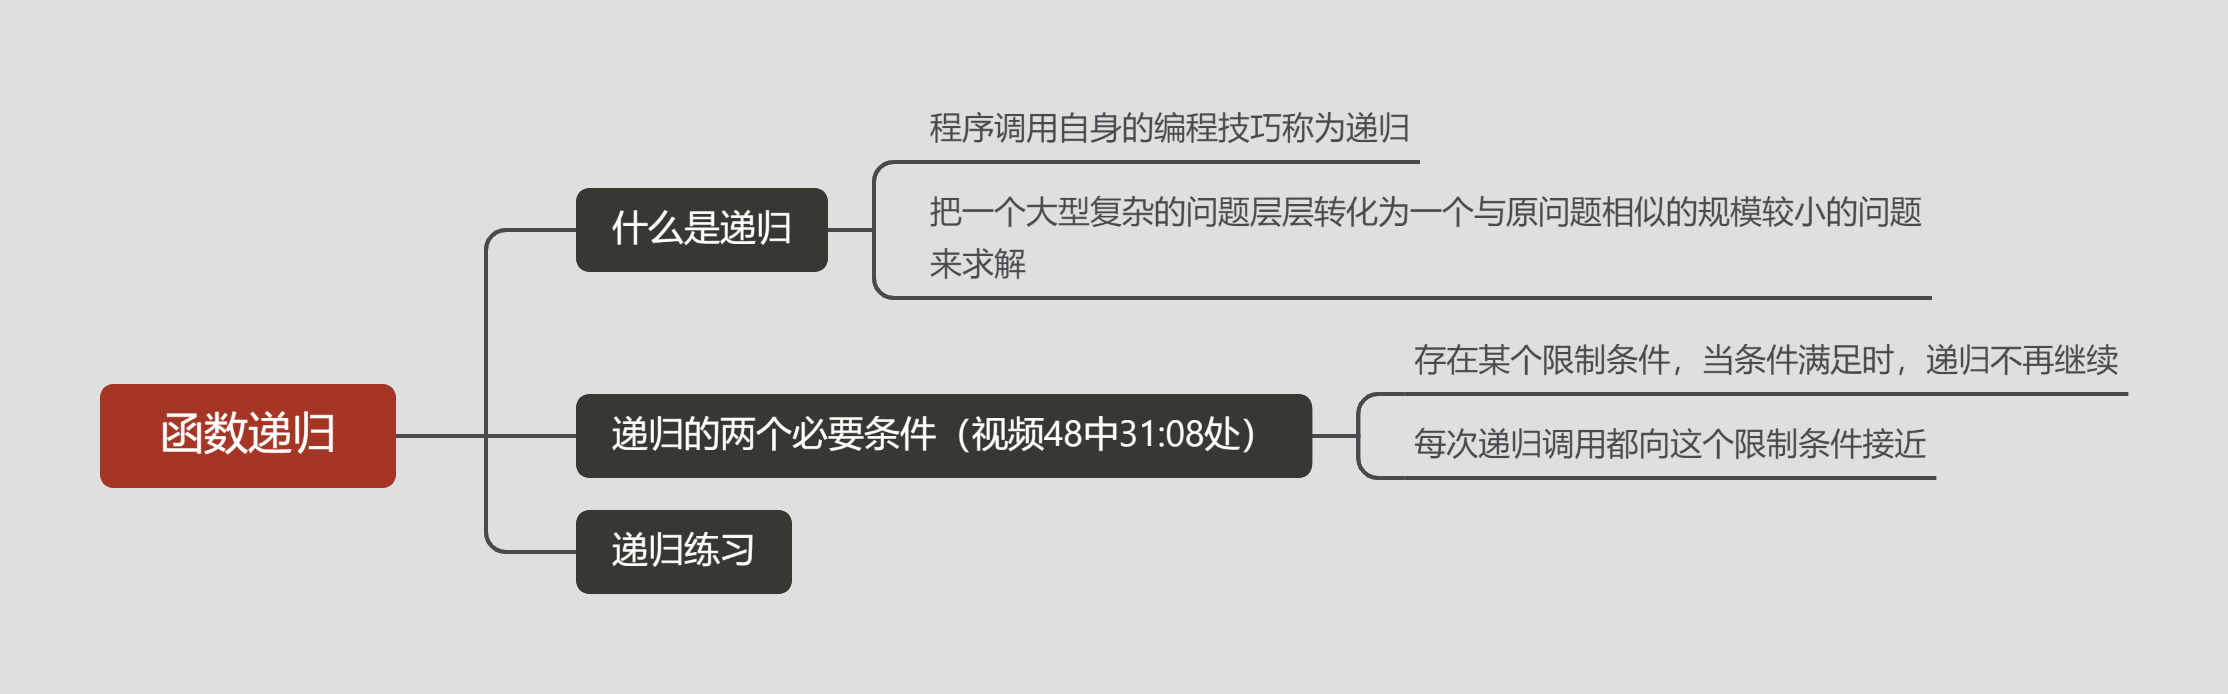 函数递归
什么是递归
程序调用自身的编程技巧称为递归
把一个大型复杂的问题层层转化为一个与原问题相似的规模较小的问题
来求解
递归的两个必要条件（视频48中31:08处）
存在某个限制条件，当条件满足时，递归不再继续
每次递归调用都向这个限制条件接近
递归练习